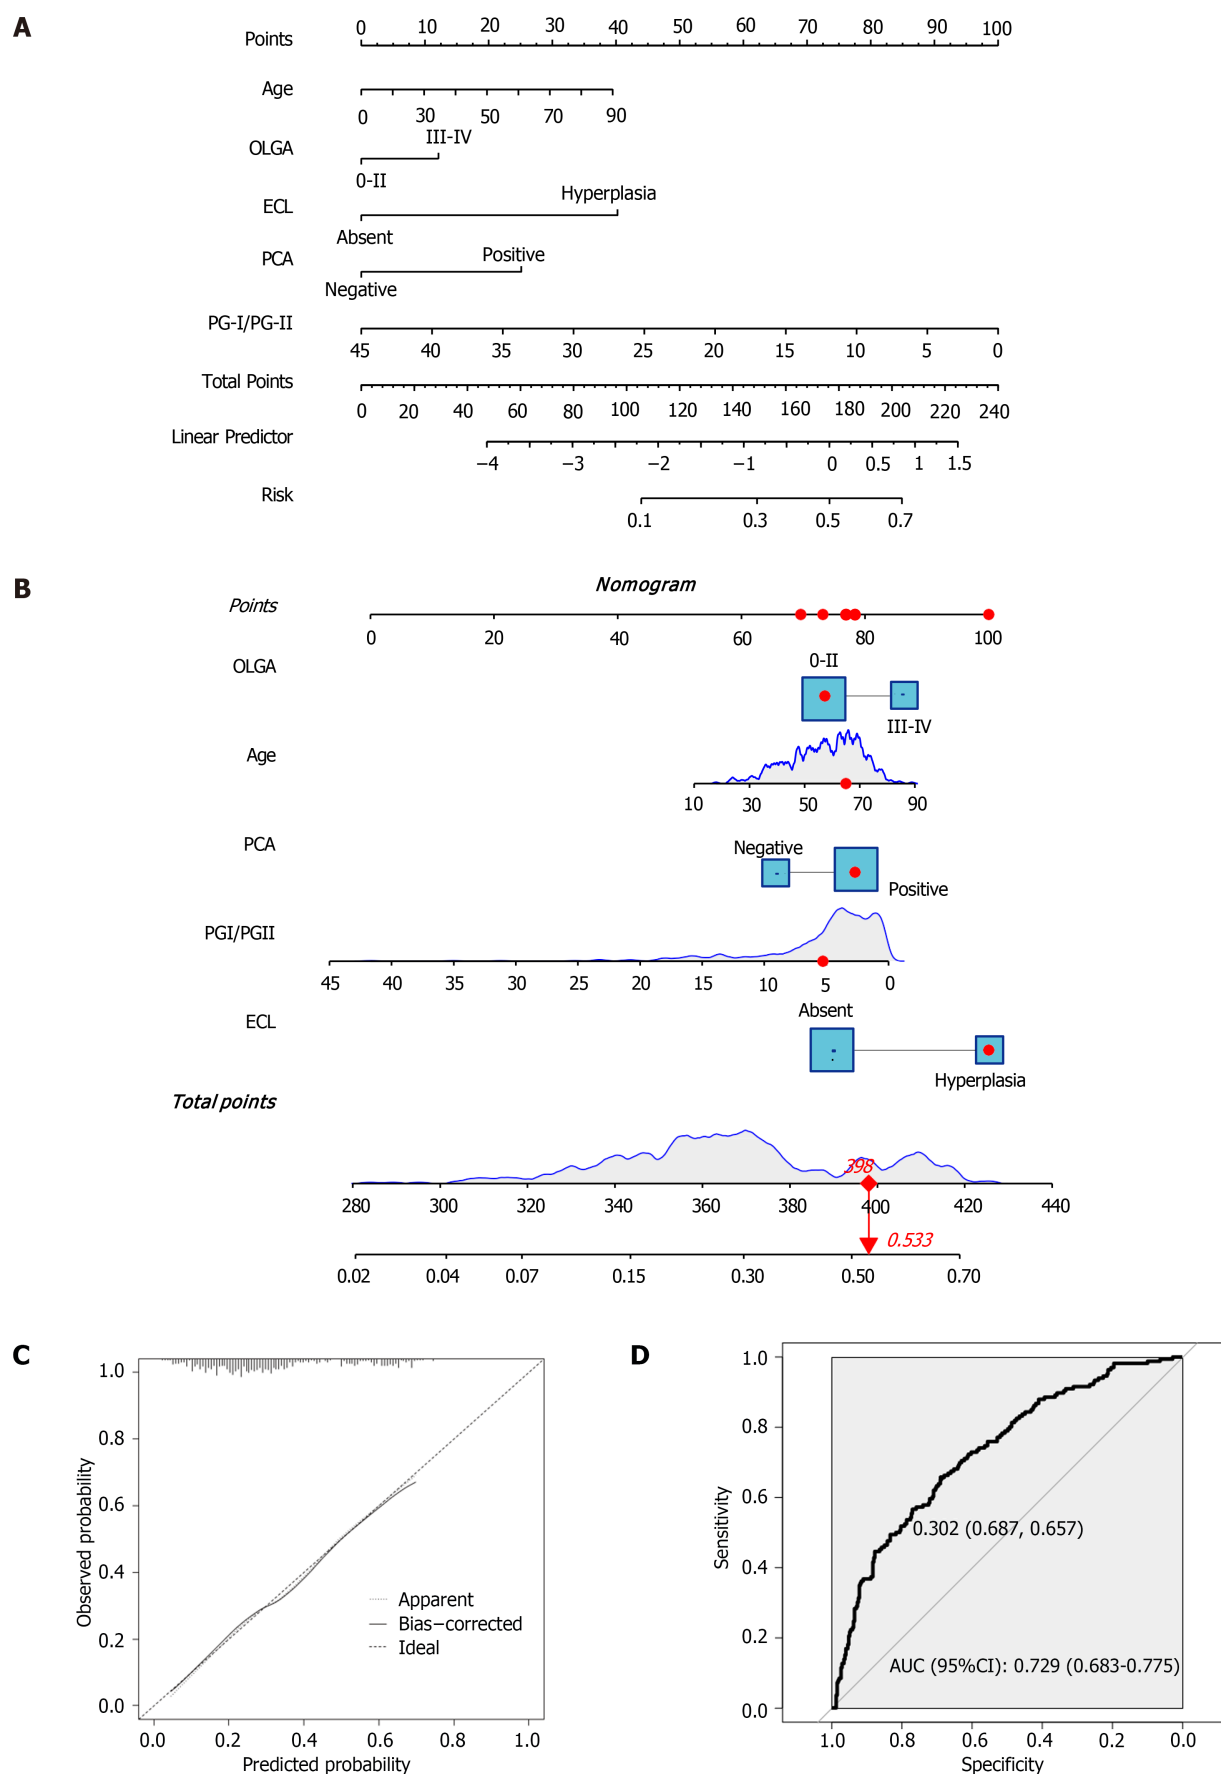 A
Points
0 10 20 30 40 50 60 70 80 90 100
Age
0 30 50 70 90
OLGA
III-IV
0-II
ECL
Hyperplasia
Absent
PCA
Positive
Negative
PG-I/PG-II
45 40 35 30 25 20 15 10 5 0
Total Points
0 20 40 60 80 100 120 140 160 180 200 220 240
Linear Predictor
−4 −3 −2 −1 0 0.5 1 1.5
Risk
0.1 0.3 0.5 0.7
B
Nomogram
Points
0 20 40 60 80 100
OLGA
0-II
III-IV
Age
10 30 50 70 90
PCA
Negative
Positive
PGI/PGII
45 40 35 30 25 20 15 10 5 0
ECL
Absent
Hyperplasia
Total points
398
280 300 320 340 360 380 400 420 440
0.533
0.02 0.04 0.07 0.15 0.30 0.50 0.70
C
Observed probability
1.0
0.8
0.6
0.4
0.2
0.0
Apparent
Bias−corrected
Ideal
0.0 0.2 0.4 0.6 0.8 1.0
Predicted probability
D
Sensitivity
1.0
0.8
0.6
0.4
0.2
0.0
0.302 (0.687, 0.657)
AUC (95%CI): 0.729 (0.683-0.775)
1.0 0.8 0.6 0.4 0.2 0.0
Specificity